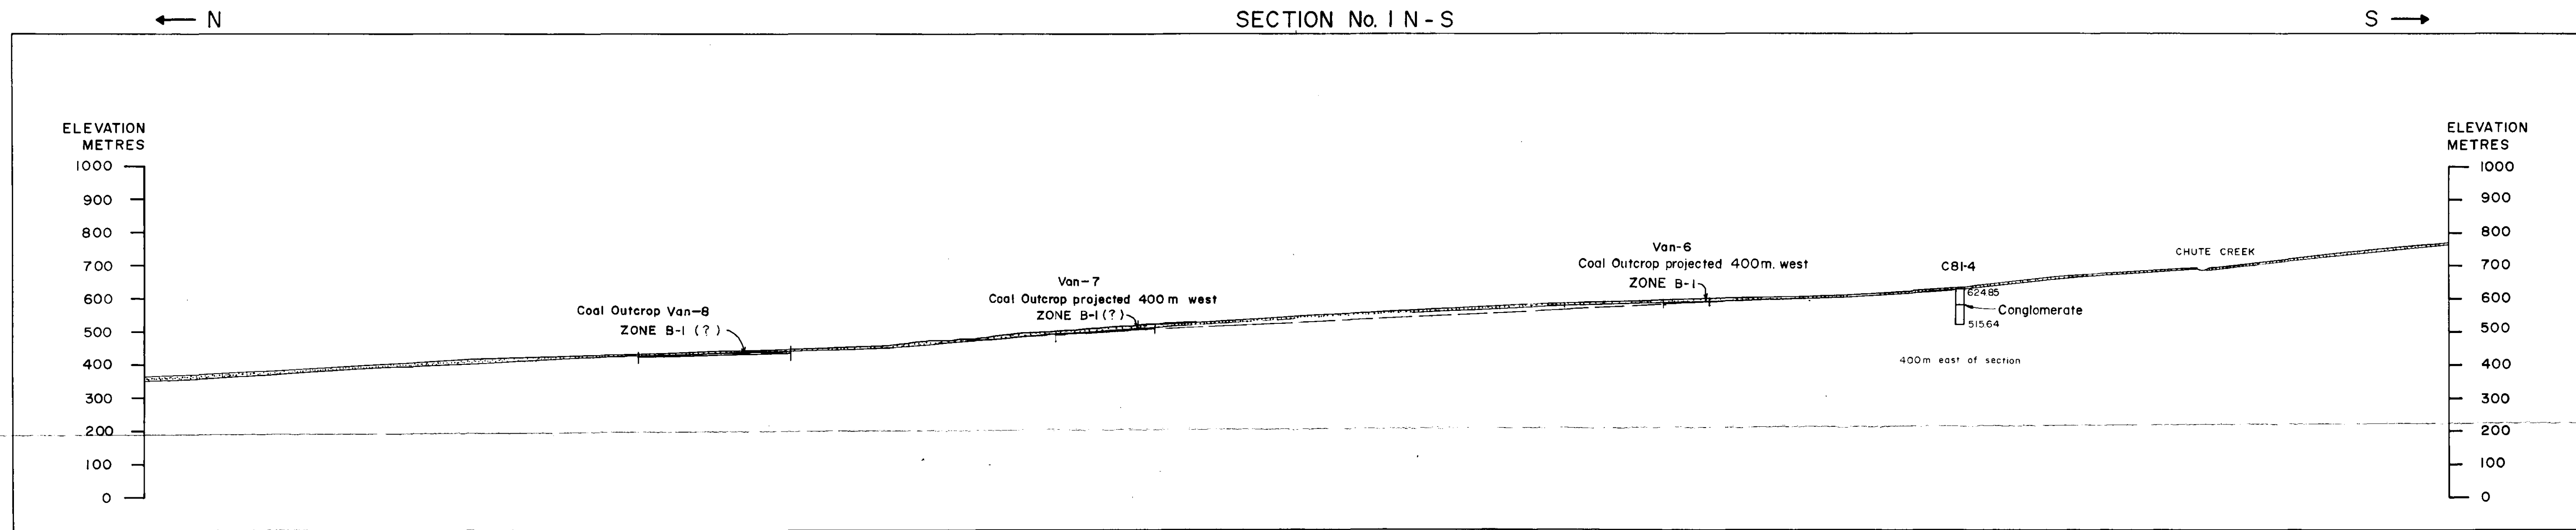 ← N
SECTION No. 1 N-S
S →
ELEVATION
METRES
1000
900
800
700
600
500
400
300
200
100
0
Coal Outcrop Van-8
ZONE B-1 (?)
Van-7
Coal Outcrop projected 400 m west
ZONE B-1 (?)
Van-6
Coal Outcrop projected 400m. west
ZONE B-1
C81-4
624.85
Conglomerate
515.64
400m east of section
CHUTE CREEK
ELEVATION
METRES
1000
900
800
700
600
500
400
300
200
100
0